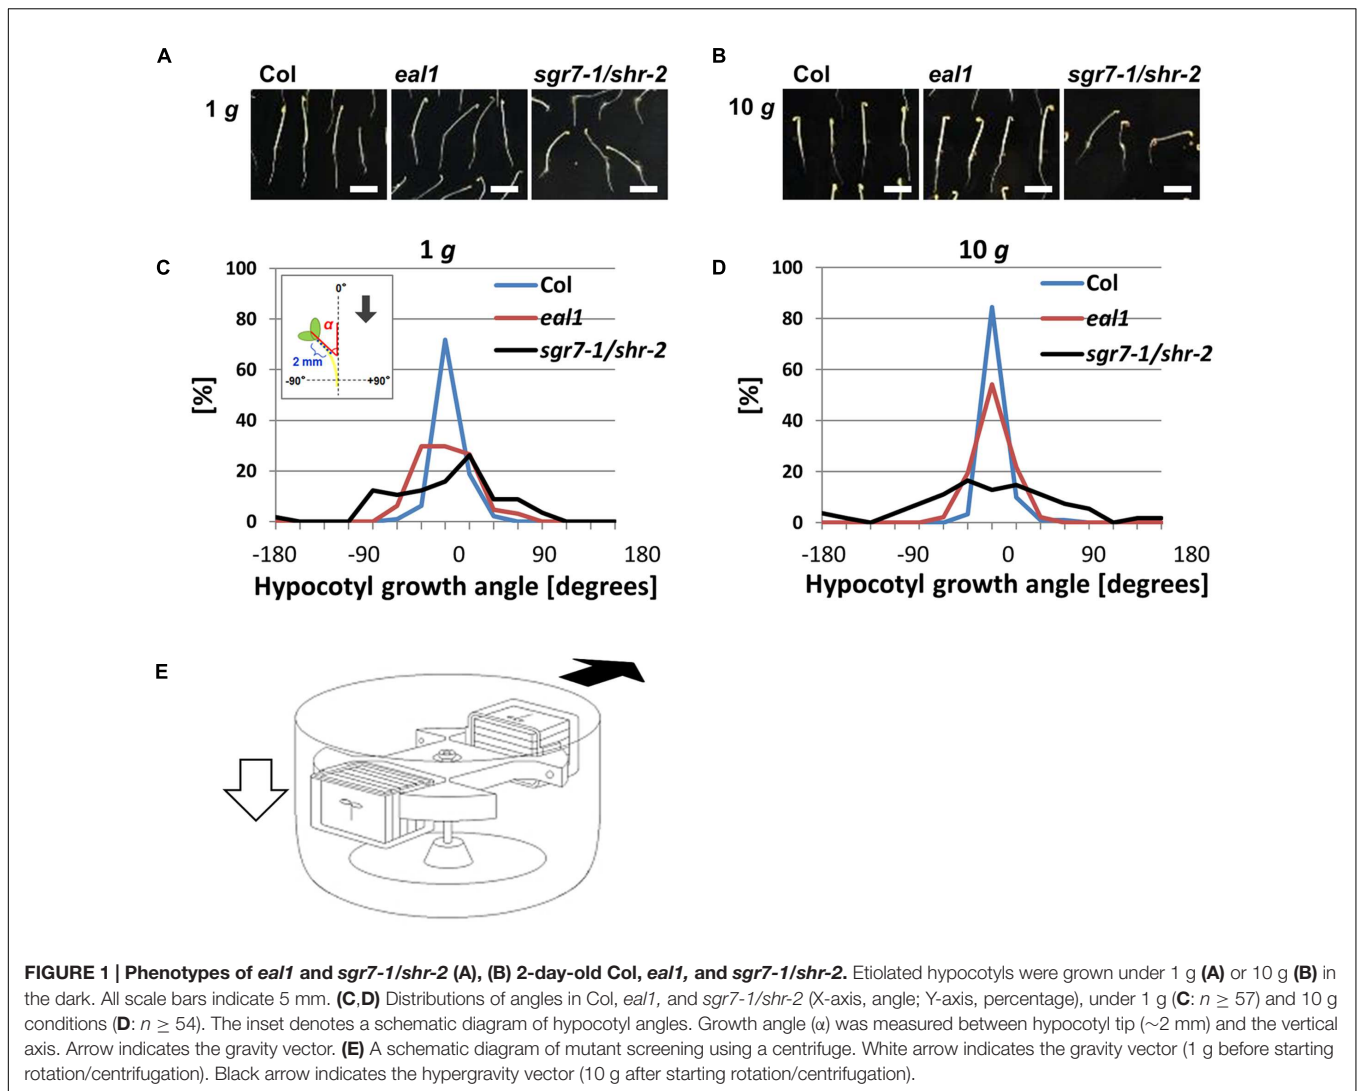 A
Col eal1 sgr7-1/shr-2
1 g
B
Col eal1 sgr7-1/shr-2
10 g
C
1 g
100
80
60
40
20
0
[%]
0°
α
2 mm
-90° +90°
Col
eal1
sgr7-1/shr-2
-180 -90 0 90 180
Hypocotyl growth angle [degrees]
D
10 g
100
80
60
40
20
0
[%]
Col
eal1
sgr7-1/shr-2
-180 -90 0 90 180
Hypocotyl growth angle [degrees]
E
FIGURE 1 | Phenotypes of eal1 and sgr7-1/shr-2 (A), (B) 2-day-old Col, eal1, and sgr7-1/shr-2. Etiolated hypocotyls were grown under 1 g (A) or 10 g (B) in
the dark. All scale bars indicate 5 mm. (C,D) Distributions of angles in Col, eal1, and sgr7-1/shr-2 (X-axis, angle; Y-axis, percentage), under 1 g (C: n ≥ 57) and 10 g
conditions (D: n ≥ 54). The inset denotes a schematic diagram of hypocotyl angles. Growth angle (α) was measured between hypocotyl tip (∼2 mm) and the vertical
axis. Arrow indicates the gravity vector. (E) A schematic diagram of mutant screening using a centrifuge. White arrow indicates the gravity vector (1 g before starting
rotation/centrifugation). Black arrow indicates the hypergravity vector (10 g after starting rotation/centrifugation).